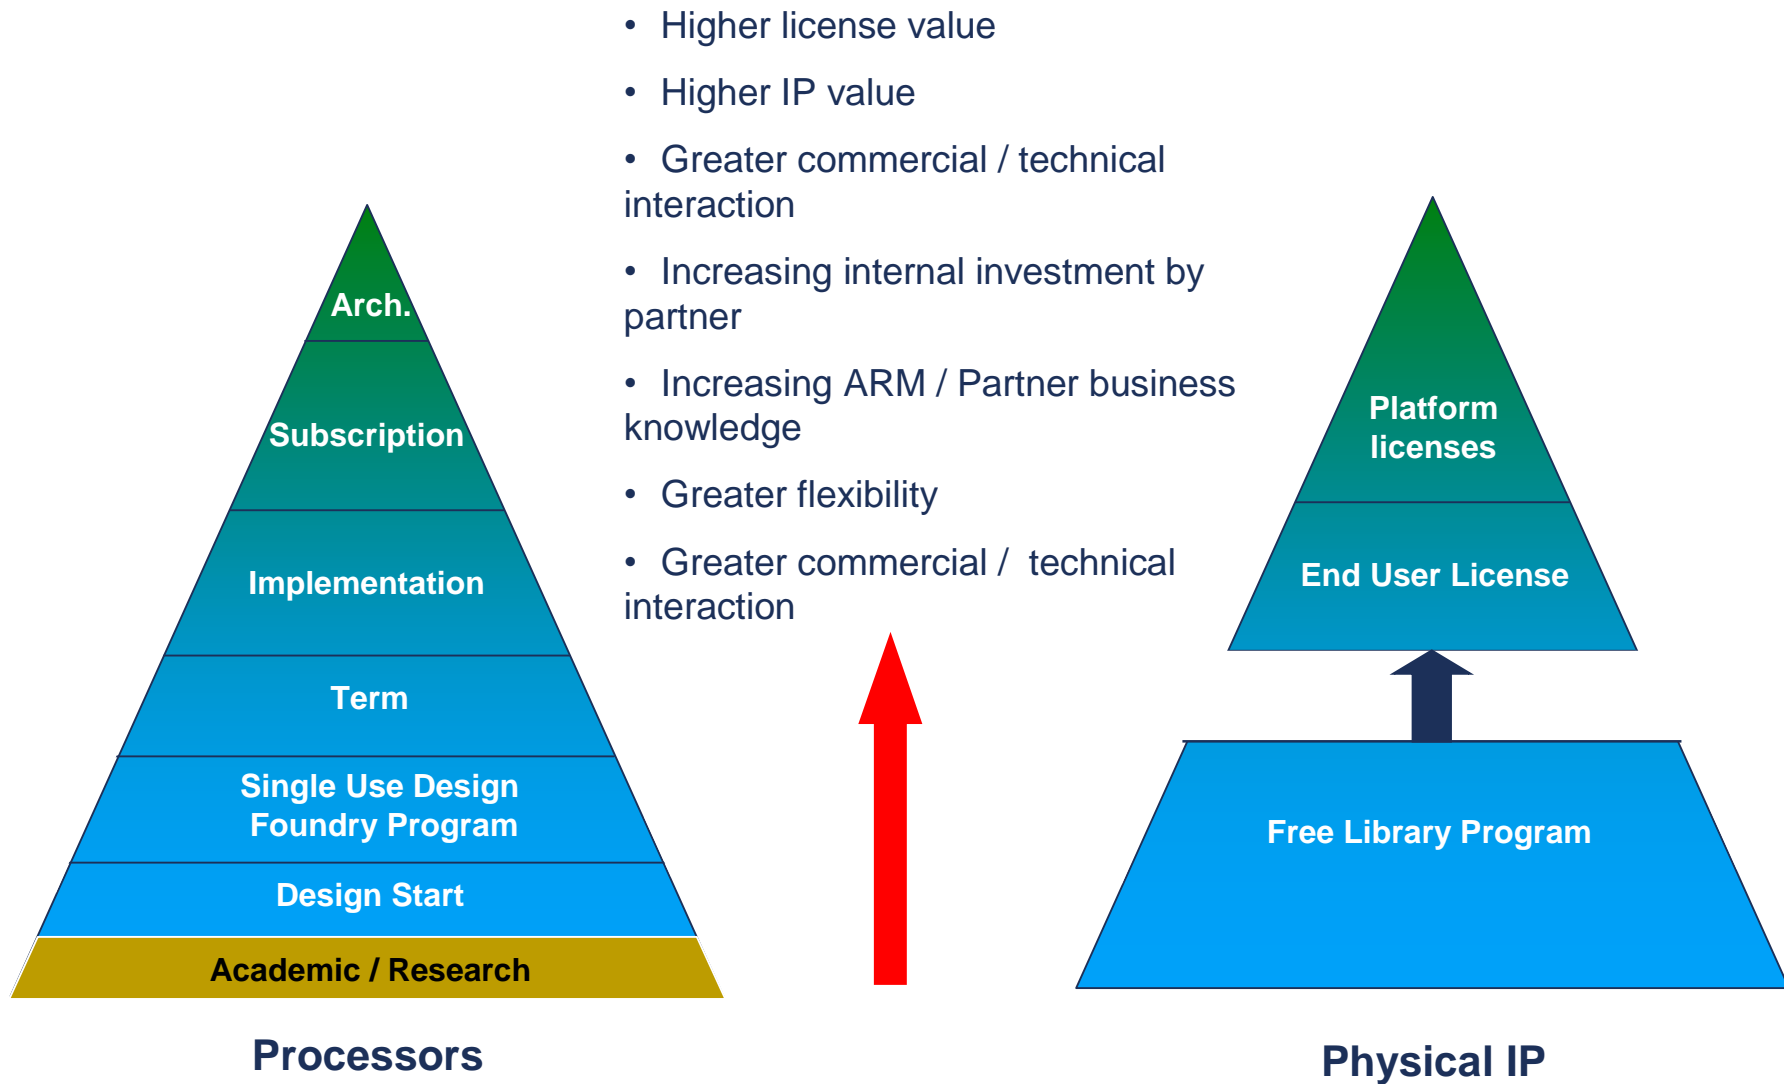 • Higher license value
• Higher IP value
• Greater commercial / technical
interaction
• Increasing internal investment by
partner
• Increasing ARM / Partner business
knowledge
• Greater flexibility
• Greater commercial / technical
interaction
Arch.
Subscription
Implementation
Term
Single Use Design
Foundry Program
Design Start
Academic / Research
Processors
Platform
licenses
End User License
Free Library Program
Physical IP